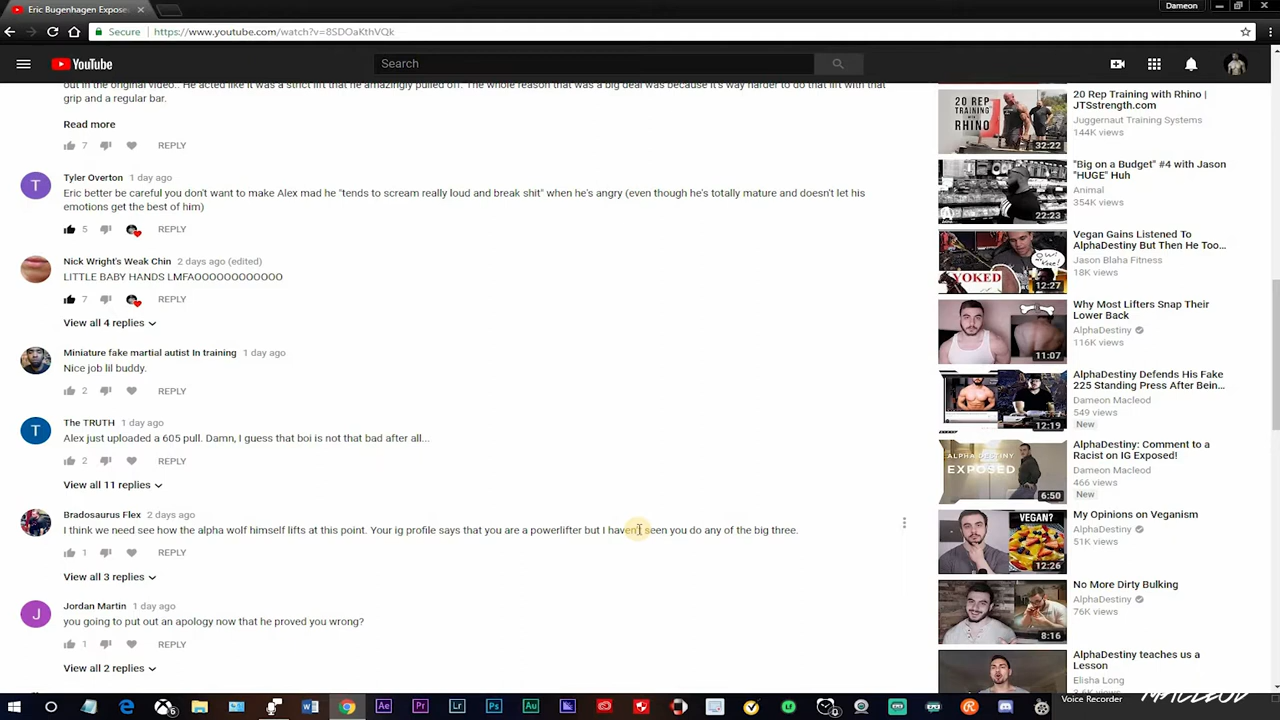 Eric Bugenhagen Expose
Dameon
Secure
https://www.youtube.com/watch?v=8SDOaKthVQk
YouTube
Search
out in the original video.. He acted like it was a strict lift that he amazingly pulled off. The whole reason that was a big deal was because it's way harder to do that lift with that
grip and a regular bar.
Read more
7
REPLY
Tyler Overton 1 day ago
Eric better be careful you don't want to make Alex mad he "tends to scream really loud and break shit" when he's angry (even though he's totally mature and doesn't let his
emotions get the best of him)
5
REPLY
Nick Wright's Weak Chin 2 days ago (edited)
LITTLE BABY HANDS LMFAOOOOOOOOOOOO
7
REPLY
View all 4 replies
Miniature fake martial autist In training 1 day ago
Nice job lil buddy.
2
REPLY
T
The TRUTH 1 day ago
Alex just uploaded a 605 pull. Damn, I guess that boi is not that bad after all...
2
REPLY
View all 11 replies
Bradosaurus Flex 2 days ago
I think we need see how the alpha wolf himself lifts at this point. Your ig profile says that you are a powerlifter but I haven't seen you do any of the big three.
1
REPLY
View all 3 replies
J
Jordan Martin 1 day ago
you going to put out an apology now that he proved you wrong?
1
REPLY
View all 2 replies
20 REP
TRAINING
WITH
RHINO
32:22
20 Rep Training with Rhino |
JTSstrength.com
Juggernaut Training Systems
144K views
22:23
"Big on a Budget" #4 with Jason
"HUGE" Huh
Animal
354K views
YOKED
12:27
Vegan Gains Listened To
AlphaDestiny But Then He Too...
Jason Blaha Fitness
18K views
11:07
Why Most Lifters Snap Their
Lower Back
AlphaDestiny
116K views
12:19
AlphaDestiny Defends His Fake
225 Standing Press After Bein...
Dameon Macleod
549 views
New
ALPHA DESTINY
EXPOSED
6:50
AlphaDestiny: Comment to a
Racist on IG Exposed!
Dameon Macleod
466 views
New
VEGAN?
12:26
My Opinions on Veganism
AlphaDestiny
51K views
8:16
No More Dirty Bulking
AlphaDestiny
76K views
AlphaDestiny teaches us a
Lesson
Elisha Long
3.6K views
MACLEOD
Voice Recorder